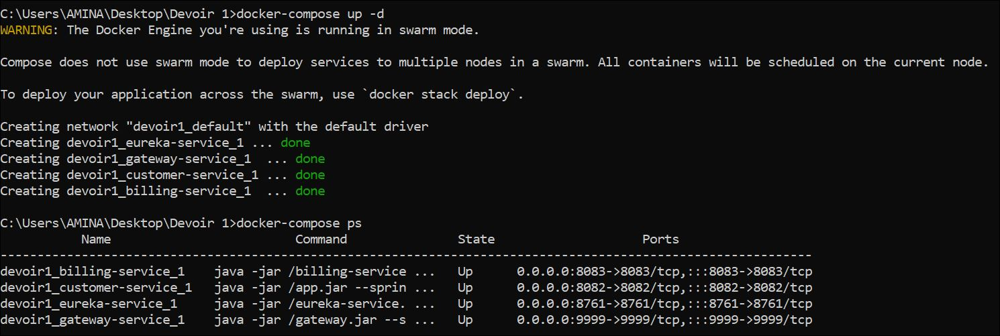 C:\Users\AMINA\Desktop\Devoir 1>docker-compose up -d
WARNING: The Docker Engine you're using is running in swarm mode.
Compose does not use swarm mode to deploy services to multiple nodes in a swarm. All containers will be scheduled on the current node.
To deploy your application across the swarm, use `docker stack deploy`.
Creating network "devoir1_default" with the default driver
Creating devoir1_eureka-service_1 ... done
Creating devoir1_gateway-service_1  ... done
Creating devoir1_customer-service_1 ... done
Creating devoir1_billing-service_1  ... done
C:\Users\AMINA\Desktop\Devoir 1>docker-compose ps
           Name                         Command               State                    Ports
--------------------------------------------------------------------------------------------------------------
devoir1_billing-service_1    java -jar /billing-service ...   Up      0.0.0.0:8083->8083/tcp,:::8083->8083/tcp
devoir1_customer-service_1   java -jar /app.jar --sprin ...   Up      0.0.0.0:8082->8082/tcp,:::8082->8082/tcp
devoir1_eureka-service_1     java -jar /eureka-service. ...   Up      0.0.0.0:8761->8761/tcp,:::8761->8761/tcp
devoir1_gateway-service_1    java -jar /gateway.jar --s ...   Up      0.0.0.0:9999->9999/tcp,:::9999->9999/tcp